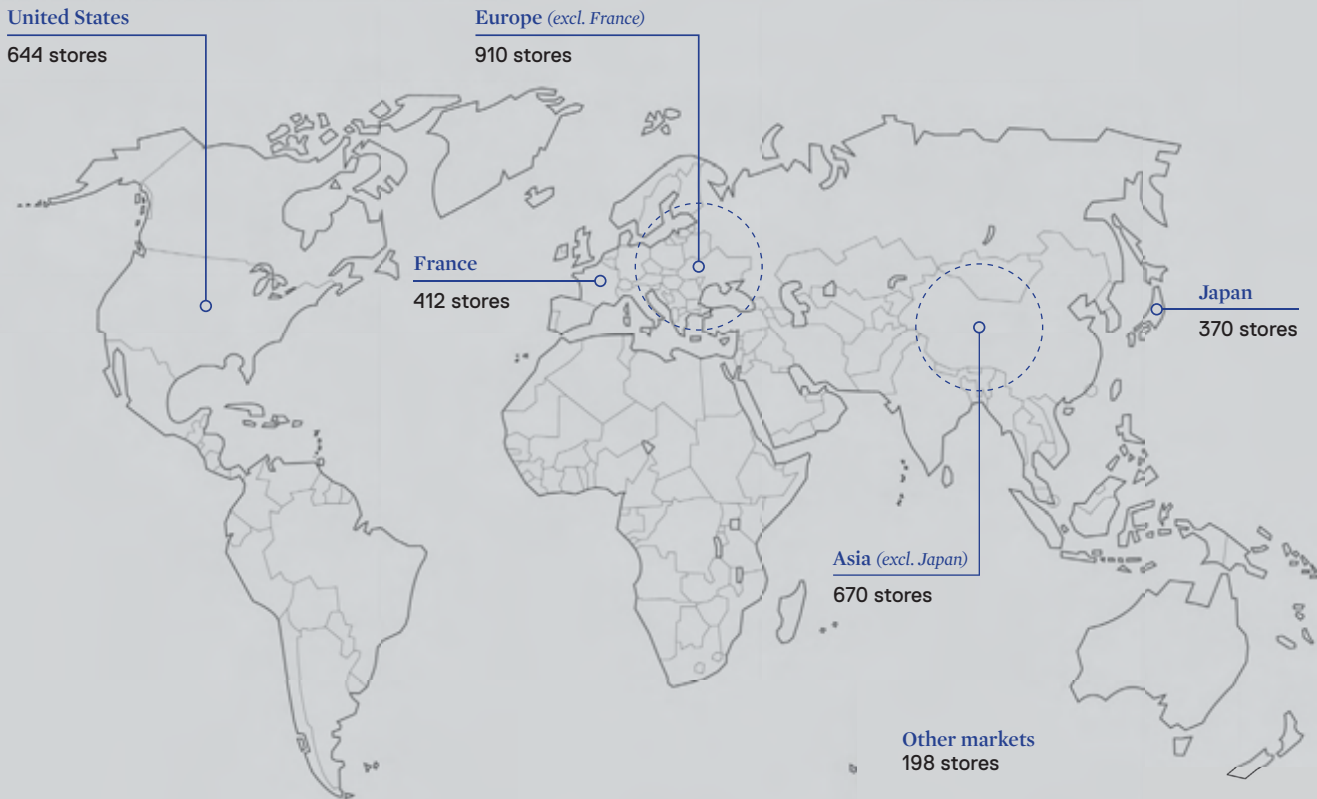 United States
644 stores
Europe (excl. France)
910 stores
France
412 stores
Japan
370 stores
Asia (excl. Japan)
670 stores
Other markets
198 stores